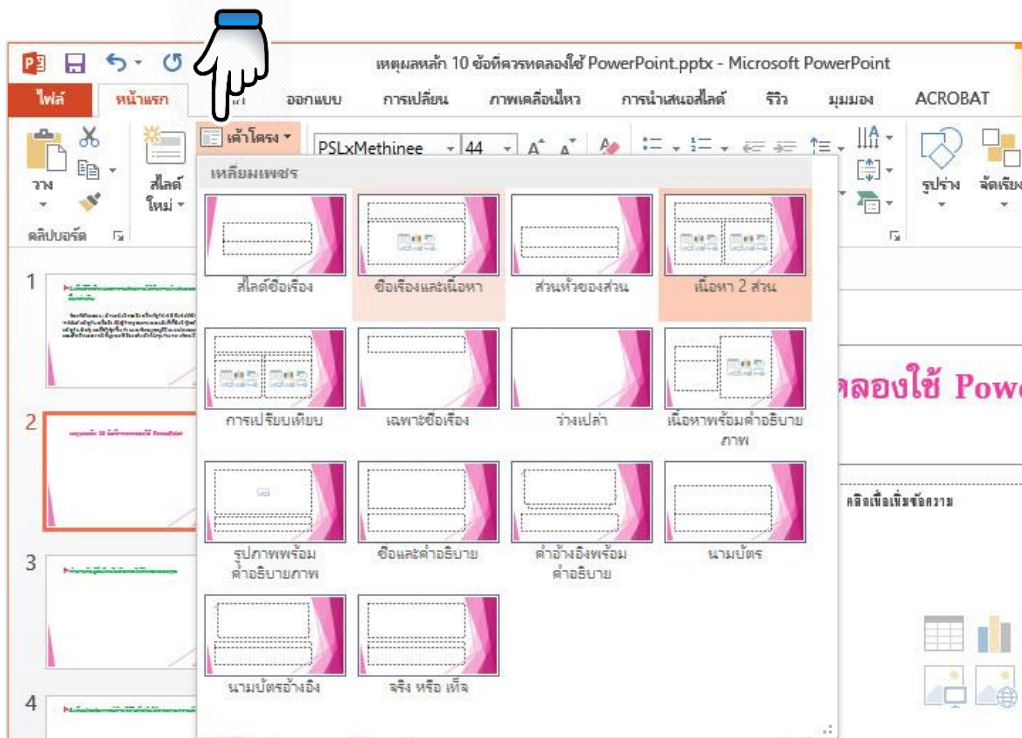 เหตุผลหลัก 10 ข้อที่ควรทดลองใช้ PowerPoint.pptx - Microsoft PowerPoint
ไฟล์ หน้าแรก ออกแบบ การเปลี่ยน ภาพเคลื่อนไหว การนำเสนอสไลด์ รีวิว มุมมอง ACROBAT
เค้าโครง
PSLxMethinee 44
วาง
สไลด์
ใหม่
รูปร่าง
คลิปบอร์ด
เหลี่ยมเพชร
สไลด์ชื่อเรื่อง ชื่อเรื่องและเนื้อหา ส่วนหัวของส่วน เนื้อหา 2 ส่วน
การเปรียบเทียบ เฉพาะชื่อเรื่อง ว่างเปล่า เนื้อหาพร้อมคำอธิบาย
ภาพ
รูปภาพพร้อม ชื่อและคำอธิบาย คำอ้างอิงพร้อม นามบัตร
คำอธิบายภาพ คำอธิบาย
นามบัตรอ้างอิง จริง หรือ เท็จ
1
2
เหตุผลหลัก 10 ข้อที่ควรทดลองใช้ PowerPoint
3
4
คลิกเพื่อเพิ่มข้อความ